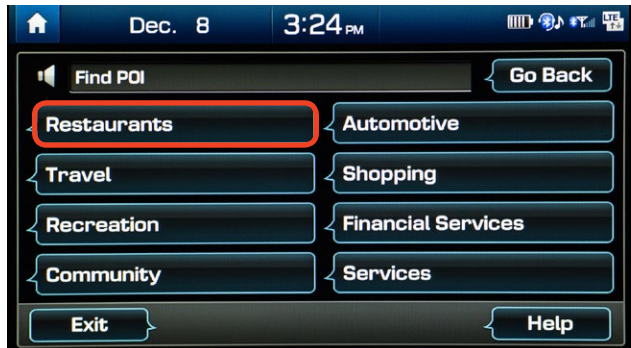 Dec. 8 3:24 PM LTE
Find POI Go Back
Restaurants Automotive
Travel Shopping
Recreation Financial Services
Community Services
Exit Help